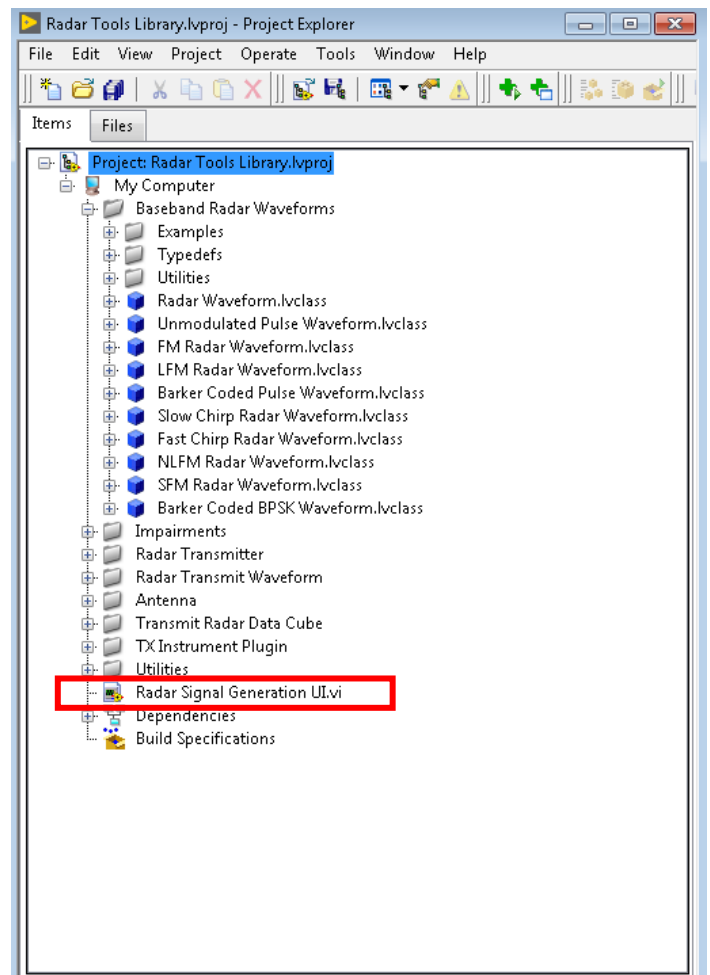 Radar Tools Library.lvproj - Project Explorer
File Edit View Project Operate Tools Window Help
Items Files
Project: Radar Tools Library.lvproj
My Computer
Baseband Radar Waveforms
Examples
Typedefs
Utilities
Radar Waveform.lvclass
Unmodulated Pulse Waveform.lvclass
FM Radar Waveform.lvclass
LFM Radar Waveform.lvclass
Barker Coded Pulse Waveform.lvclass
Slow Chirp Radar Waveform.lvclass
Fast Chirp Radar Waveform.lvclass
NLFM Radar Waveform.lvclass
SFM Radar Waveform.lvclass
Barker Coded BPSK Waveform.lvclass
Impairments
Radar Transmitter
Radar Transmit Waveform
Antenna
Transmit Radar Data Cube
TX Instrument Plugin
Utilities
Radar Signal Generation UI.vi
Dependencies
Build Specifications